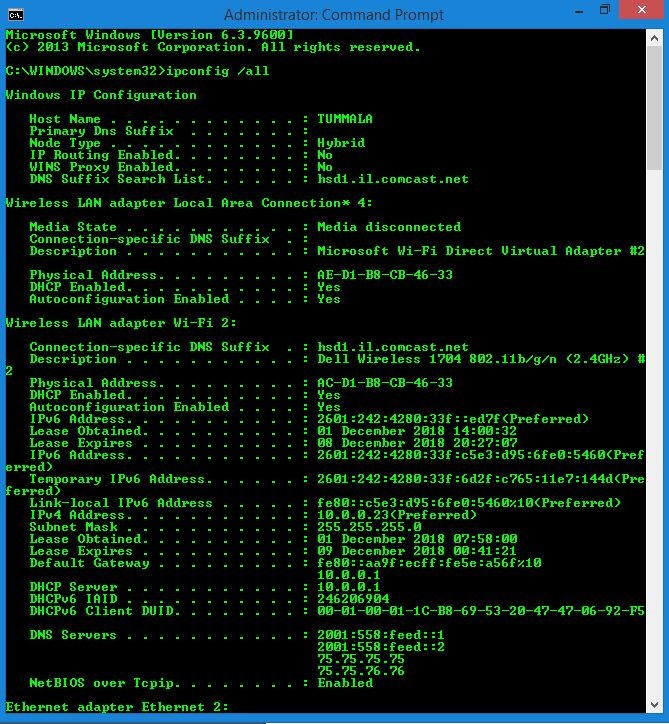 Administrator: Command Prompt
Microsoft Windows [Version 6.3.9600]
(c) 2013 Microsoft Corporation. All rights reserved.
C:\WINDOWS\system32>ipconfig /all
Windows IP Configuration
Host Name . . . . . . . . . . . . : TUMMALA
Primary Dns Suffix  . . . . . . . :
Node Type . . . . . . . . . . . . : Hybrid
IP Routing Enabled. . . . . . . . : No
WINS Proxy Enabled. . . . . . . . : No
DNS Suffix Search List. . . . . . : hsd1.il.comcast.net
Wireless LAN adapter Local Area Connection* 4:
Media State . . . . . . . . . . . : Media disconnected
Connection-specific DNS Suffix  . :
Description . . . . . . . . . . . : Microsoft Wi-Fi Direct Virtual Adapter #2
Physical Address. . . . . . . . . : AE-D1-B8-CB-46-33
DHCP Enabled. . . . . . . . . . . : Yes
Autoconfiguration Enabled . . . . : Yes
Wireless LAN adapter Wi-Fi 2:
Connection-specific DNS Suffix  . : hsd1.il.comcast.net
Description . . . . . . . . . . . : Dell Wireless 1704 802.11b/g/n (2.4GHz) #
2
Physical Address. . . . . . . . . : AC-D1-B8-CB-46-33
DHCP Enabled. . . . . . . . . . . : Yes
Autoconfiguration Enabled . . . . : Yes
IPv6 Address. . . . . . . . . . . : 2601:242:4280:33f::ed7f(Preferred)
Lease Obtained. . . . . . . . . . : 01 December 2018 14:00:32
Lease Expires . . . . . . . . . . : 08 December 2018 20:27:07
IPv6 Address. . . . . . . . . . . : 2601:242:4280:33f:c5e3:d95:6fe0:5460(Pref
erred)
Temporary IPv6 Address. . . . . . : 2601:242:4280:33f:6d2f:c765:11e7:144d(Pre
ferred)
Link-local IPv6 Address . . . . . : fe80::c5e3:d95:6fe0:5460%10(Preferred)
IPv4 Address. . . . . . . . . . . : 10.0.0.23(Preferred)
Subnet Mask . . . . . . . . . . . : 255.255.255.0
Lease Obtained. . . . . . . . . . : 01 December 2018 07:58:00
Lease Expires . . . . . . . . . . : 09 December 2018 00:41:21
Default Gateway . . . . . . . . . : fe80::aa9f:ecff:fe5e:a56f%10
10.0.0.1
DHCP Server . . . . . . . . . . . : 10.0.0.1
DHCPv6 IAID . . . . . . . . . . . : 246206904
DHCPv6 Client DUID. . . . . . . . : 00-01-00-01-1C-B8-69-53-20-47-47-06-92-F5
DNS Servers . . . . . . . . . . . : 2001:558:feed::1
2001:558:feed::2
75.75.75.75
75.75.76.76
NetBIOS over Tcpip. . . . . . . . : Enabled
Ethernet adapter Ethernet 2: